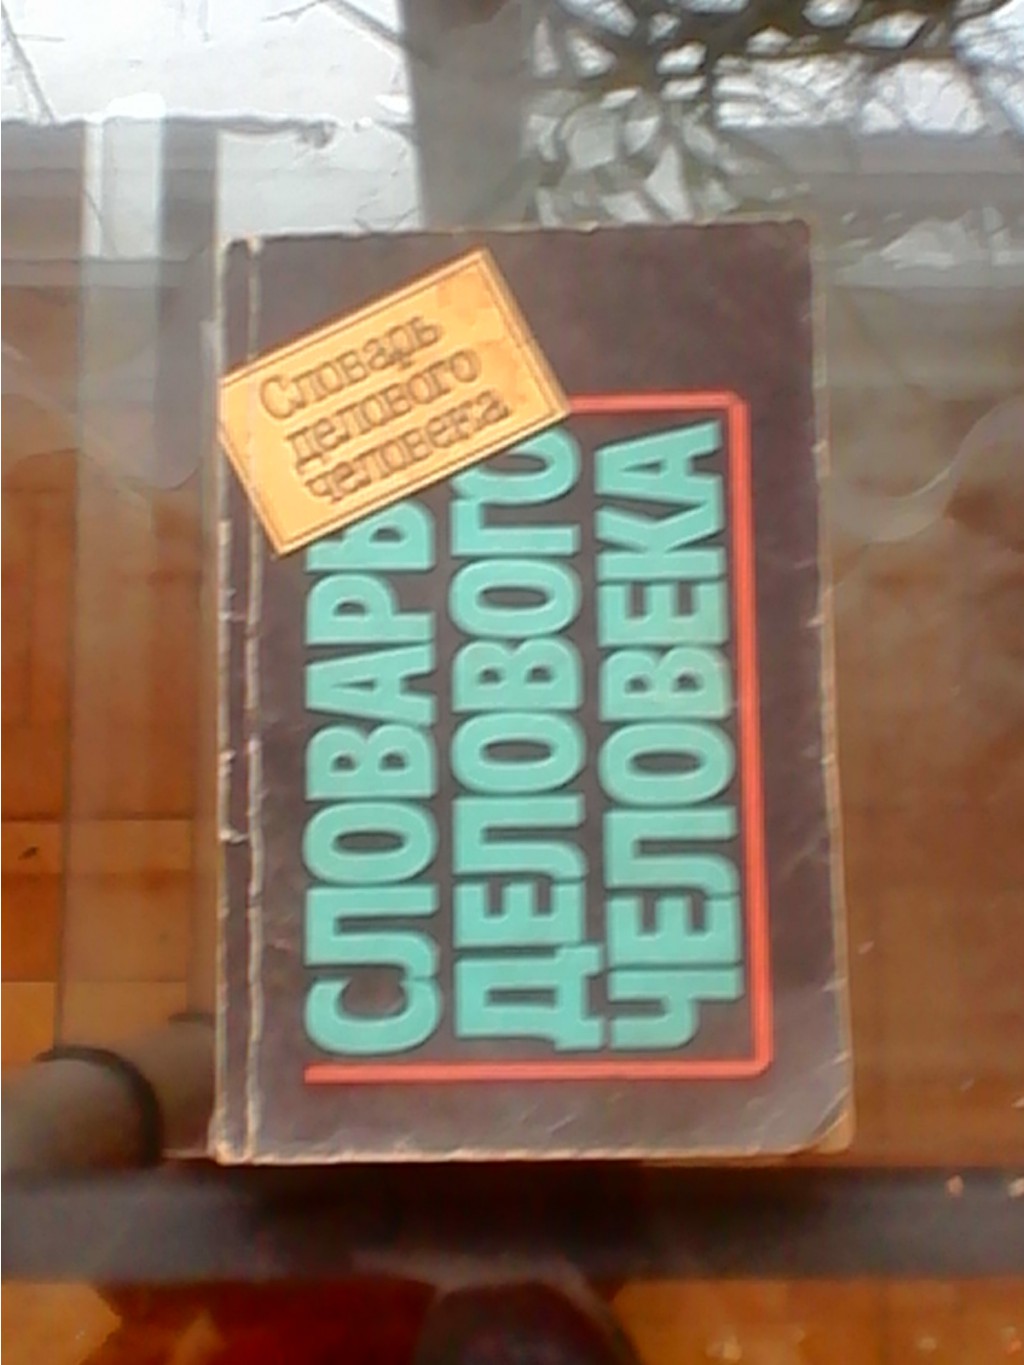 Словарь
делового
человека
СЛОВАРЬ
ДЕЛОВОГО
ЧЕЛОВЕКА